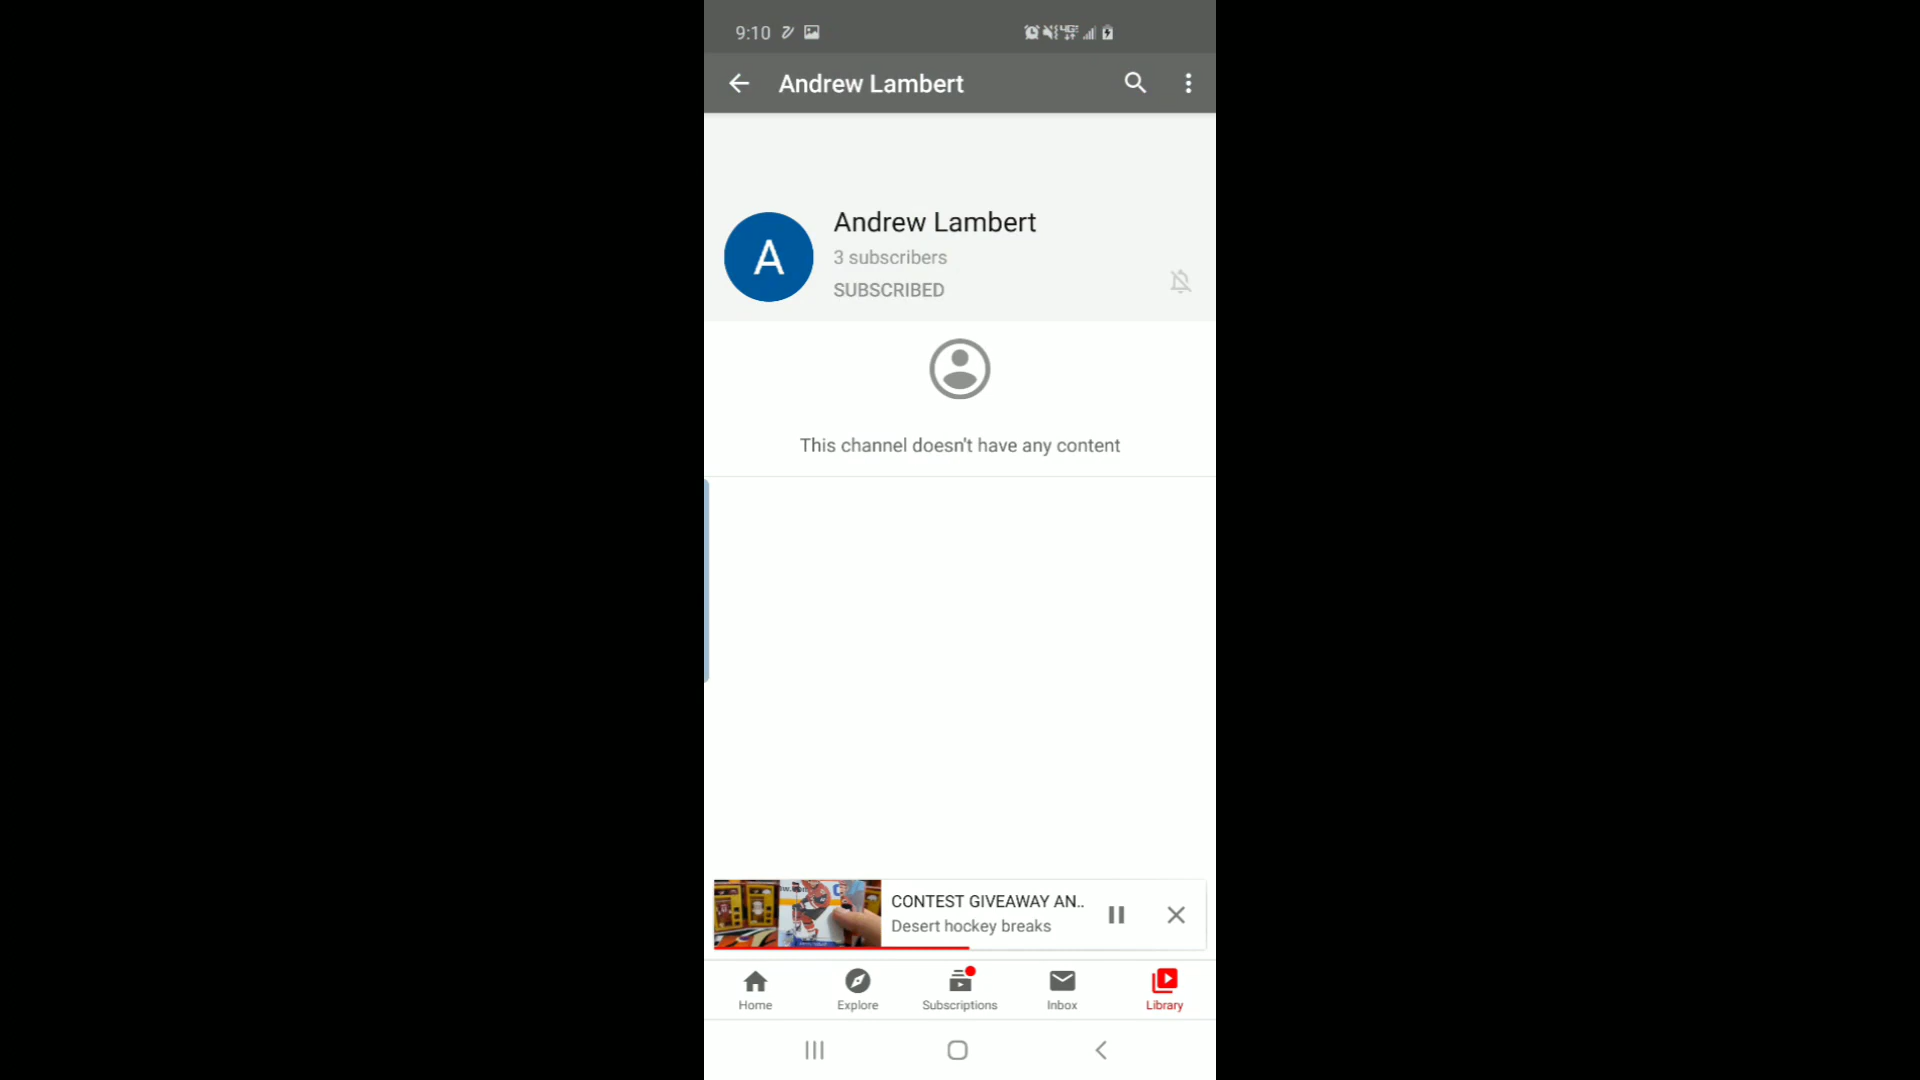 9:10
Andrew Lambert
A
Andrew Lambert
3 subscribers
SUBSCRIBED
This channel doesn't have any content
CONTEST GIVEAWAY AN..
Desert hockey breaks
Home
Explore
Subscriptions
Inbox
Library